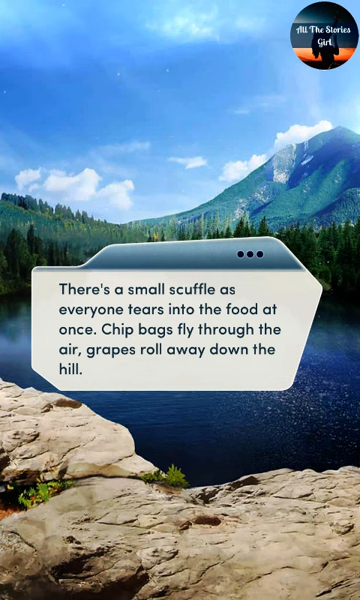 All The Stories
Girl
There's a small scuffle as
everyone tears into the food at
once. Chip bags fly through the
air, grapes roll away down the
hill.